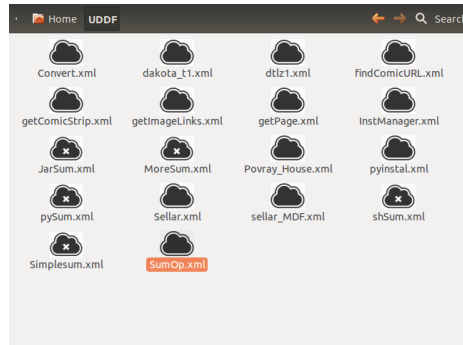 Home UDDF Search
Convert.xml dakota_t1.xml dtlz1.xml findComicURL.xml
getComicStrip.xml getImageLinks.xml getPage.xml InstManager.xml
JarSum.xml MoreSum.xml Povray_House.xml pyinstal.xml
pySum.xml Sellar.xml sellar_MDF.xml shSum.xml
Simplesum.xml SumOp.xml